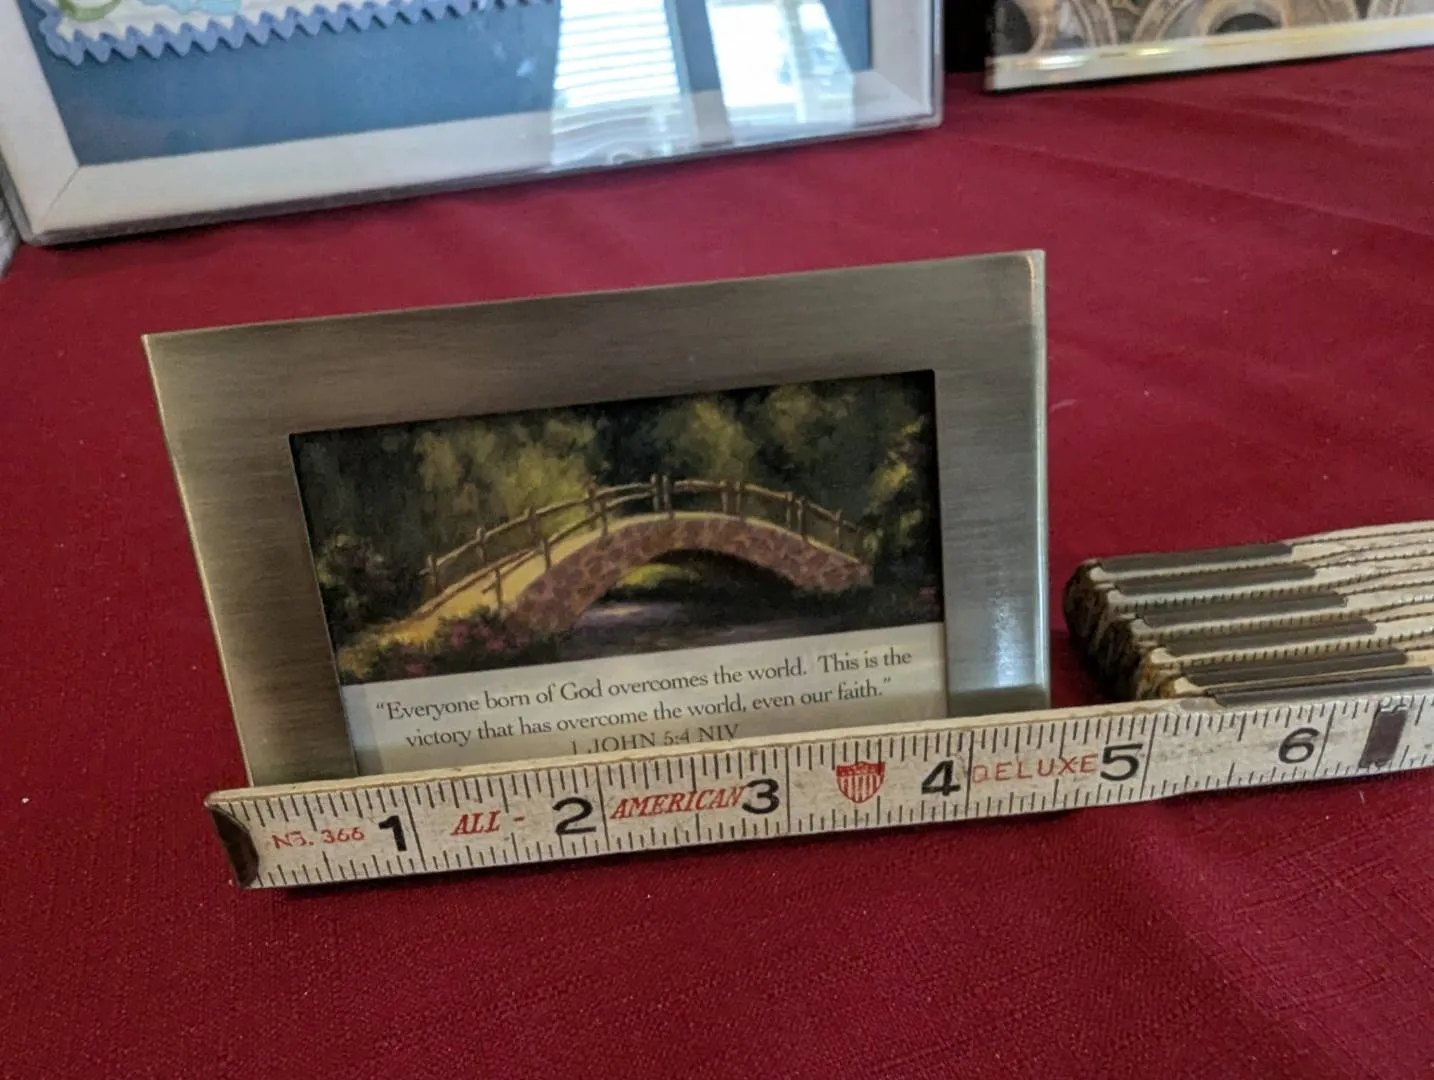 “Everyone born of God overcomes the world. This is the
victory that has overcome the world, even our faith.”
1 JOHN 5:4 NIV
NO. 366 1 ALL - 2 AMERICAN 3 4 DELUXE 5 6